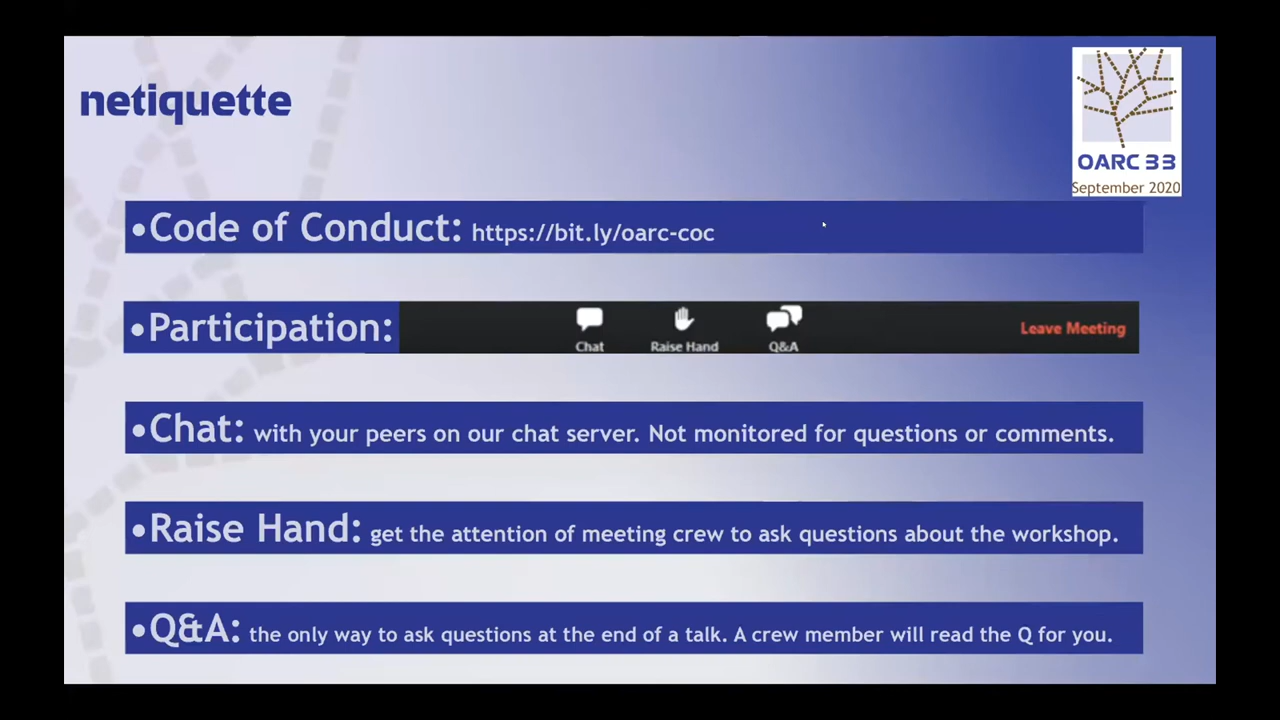 netiquette
OARC 33
September 2020
•Code of Conduct: https://bit.ly/oarc-coc
•Participation:
Chat
Raise Hand
Q&A
Leave Meeting
•Chat: with your peers on our chat server. Not monitored for questions or comments.
•Raise Hand: get the attention of meeting crew to ask questions about the workshop.
•Q&A: the only way to ask questions at the end of a talk. A crew member will read the Q for you.